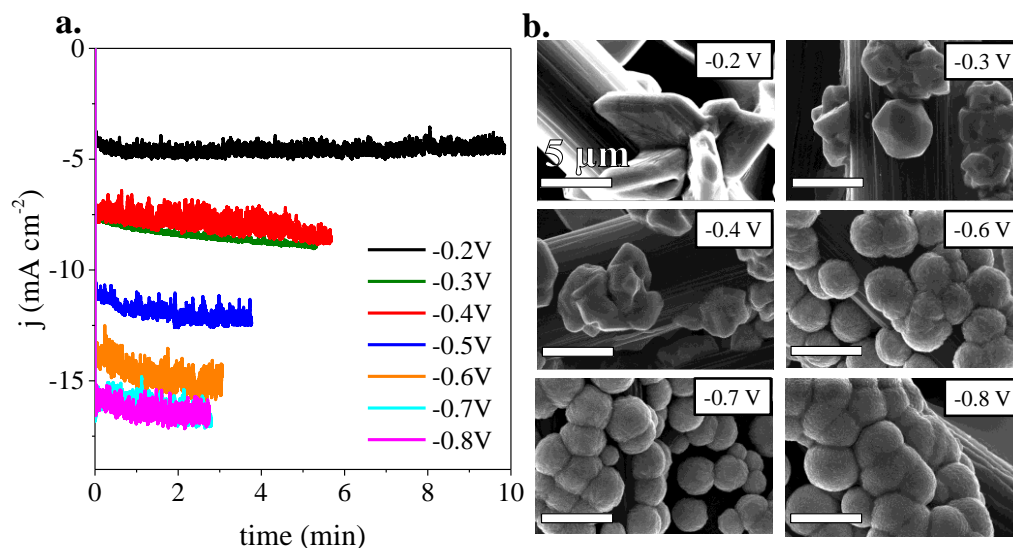 a.
j (mA cm-2)
0
-5
-10
-15
0
2
4
6
8
10
time (min)
-0.2V
-0.3V
-0.4V
-0.5V
-0.6V
-0.7V
-0.8V
b.
-0.2 V
5 µm
-0.3 V
-0.4 V
-0.6 V
-0.7 V
-0.8 V